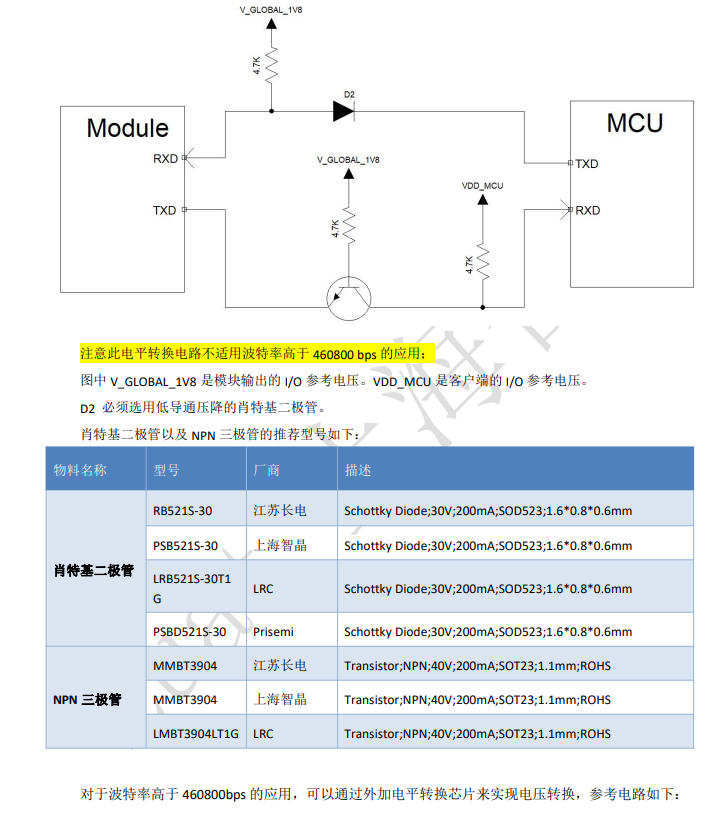 V_GLOBAL_1V8
4.7K
D2
Module
MCU
RXD
TXD
V_GLOBAL_1V8
VDD_MCU
TXD
RXD
4.7K
4.7K
注意此电平转换电路不适用波特率高于 460800 bps 的应用；
图中 V_GLOBAL_1V8 是模块输出的 I/O 参考电压。VDD_MCU 是客户端的 I/O 参考电压。
D2 必须选用低导通压降的肖特基二极管。
肖特基二极管以及 NPN 三极管的推荐型号如下：
物料名称 型号 厂商 描述
肖特基二极管
RB521S-30 江苏长电 Schottky Diode;30V;200mA;SOD523;1.6*0.8*0.6mm
PSB521S-30 上海智晶 Schottky Diode;30V;200mA;SOD523;1.6*0.8*0.6mm
LRB521S-30T1
G LRC Schottky Diode;30V;200mA;SOD523;1.6*0.8*0.6mm
PSBD521S-30 Prisemi Schottky Diode;30V;200mA;SOD523;1.6*0.8*0.6mm
NPN 三极管
MMBT3904 江苏长电 Transistor;NPN;40V;200mA;SOT23;1.1mm;ROHS
MMBT3904 上海智晶 Transistor;NPN;40V;200mA;SOT23;1.1mm;ROHS
LMBT3904LT1G LRC Transistor;NPN;40V;200mA;SOT23;1.1mm;ROHS
对于波特率高于 460800bps 的应用，可以通过外加电平转换芯片来实现电压转换，参考电路如下：